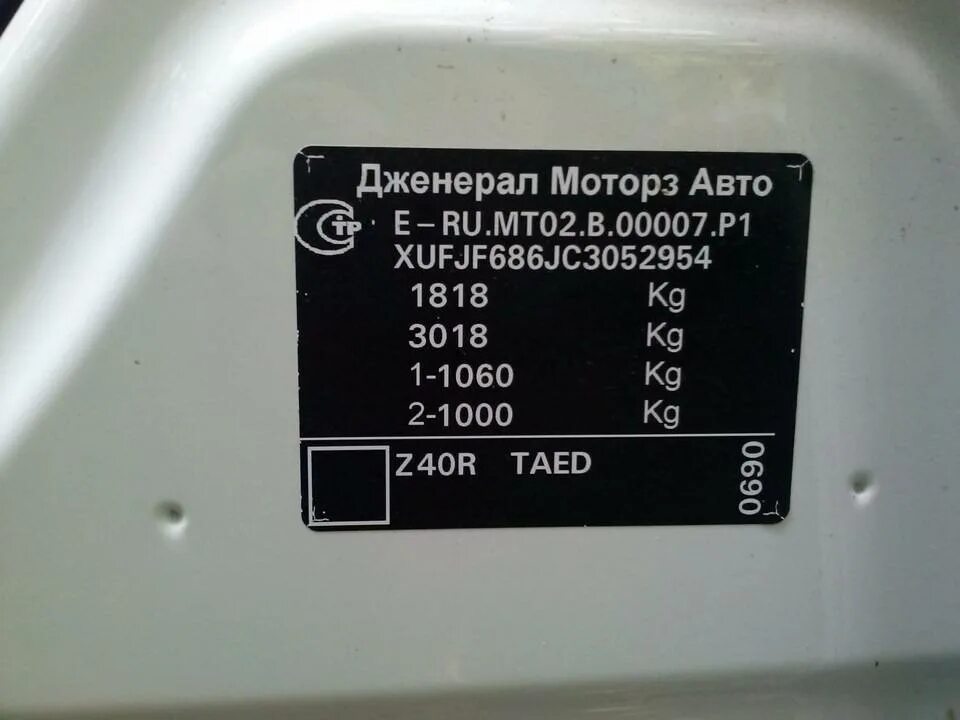 Дженерал Моторз Авто
E – RU.MT02.B.00007.P1
XUFJF686JC3052954
1818 Kg
3018 Kg
1-1060 Kg
2-1000 Kg
Z40R TAED
0690